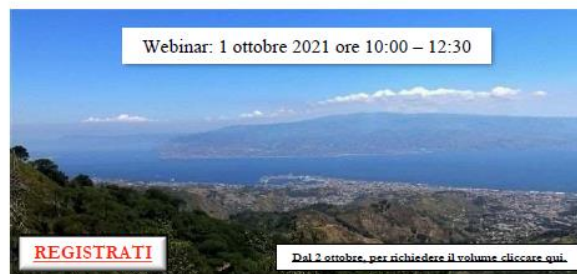 Webinar: 1 ottobre 2021 ore 10:00 – 12:30
REGISTRATI
Dal 2 ottobre, per richiedere il volume cliccare qui.